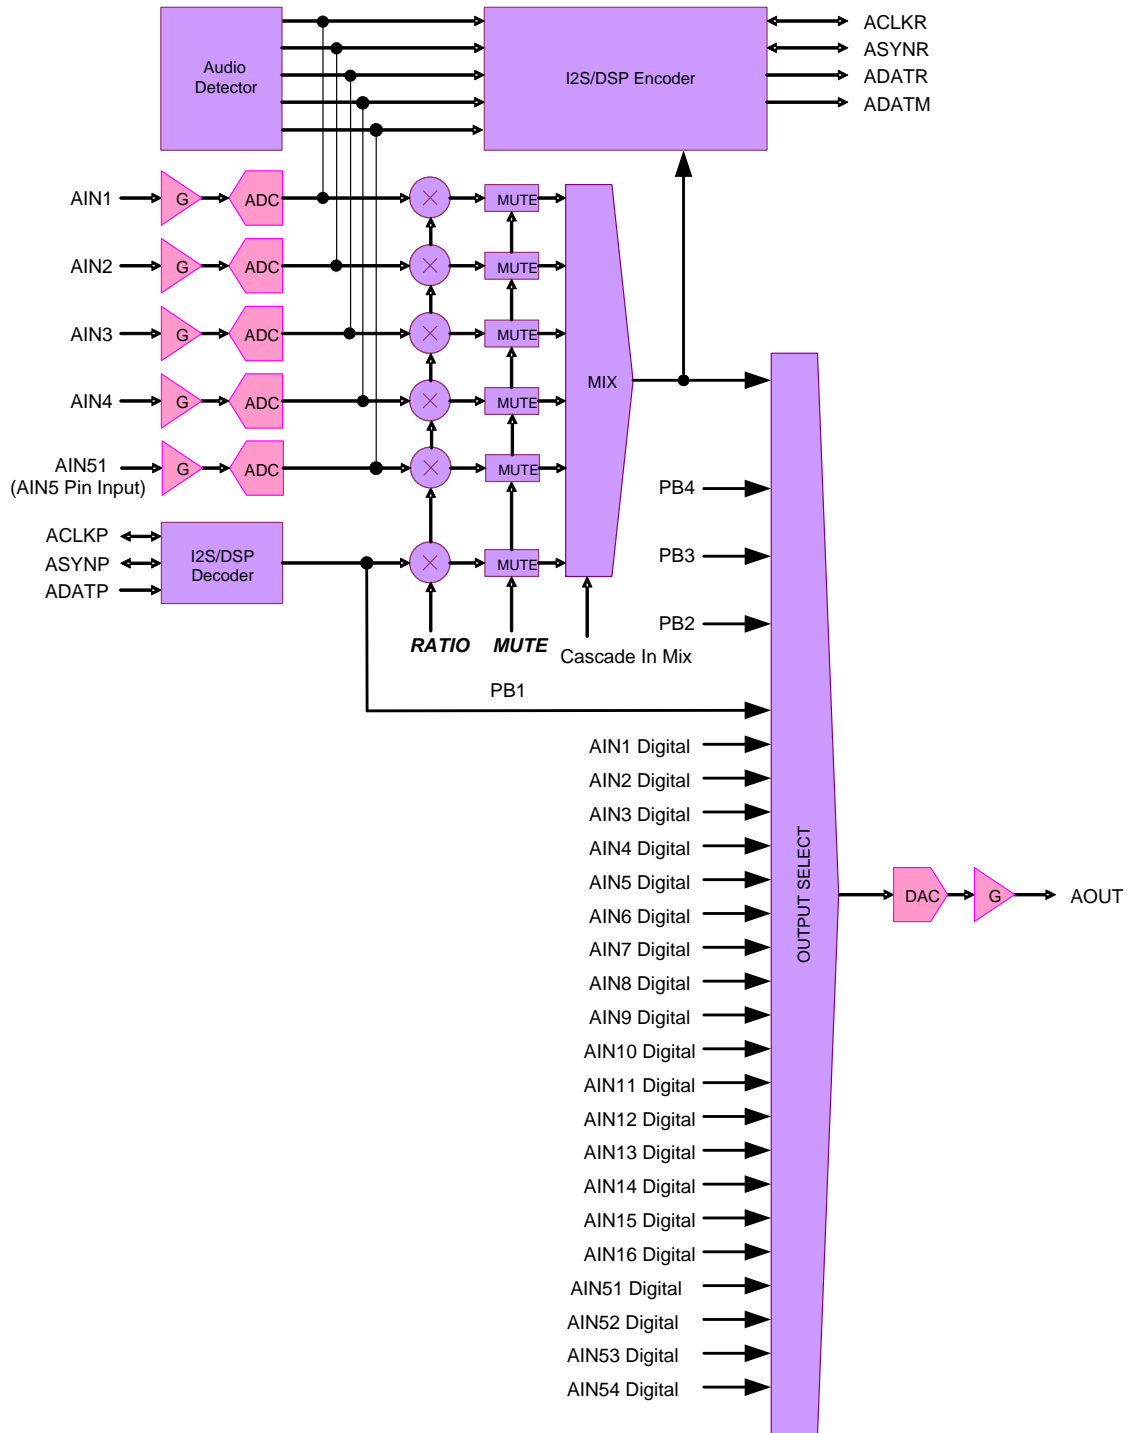 Audio
Detector
I2S/DSP Encoder
ACLKR
ASYNR
ADATR
ADATM
AIN1
G
ADC
MUTE
AIN2
G
ADC
MUTE
AIN3
G
ADC
MUTE
AIN4
G
ADC
MUTE
AIN51
(AIN5 Pin Input)
G
ADC
MUTE
MIX
ACLKP
ASYNP
ADATP
I2S/DSP
Decoder
MUTE
RATIO
MUTE
Cascade In Mix
PB4
PB3
PB2
PB1
AIN1 Digital
AIN2 Digital
AIN3 Digital
AIN4 Digital
AIN5 Digital
AIN6 Digital
AIN7 Digital
AIN8 Digital
AIN9 Digital
AIN10 Digital
AIN11 Digital
AIN12 Digital
AIN13 Digital
AIN14 Digital
AIN15 Digital
AIN16 Digital
AIN51 Digital
AIN52 Digital
AIN53 Digital
AIN54 Digital
OUTPUT SELECT
DAC
G
AOUT